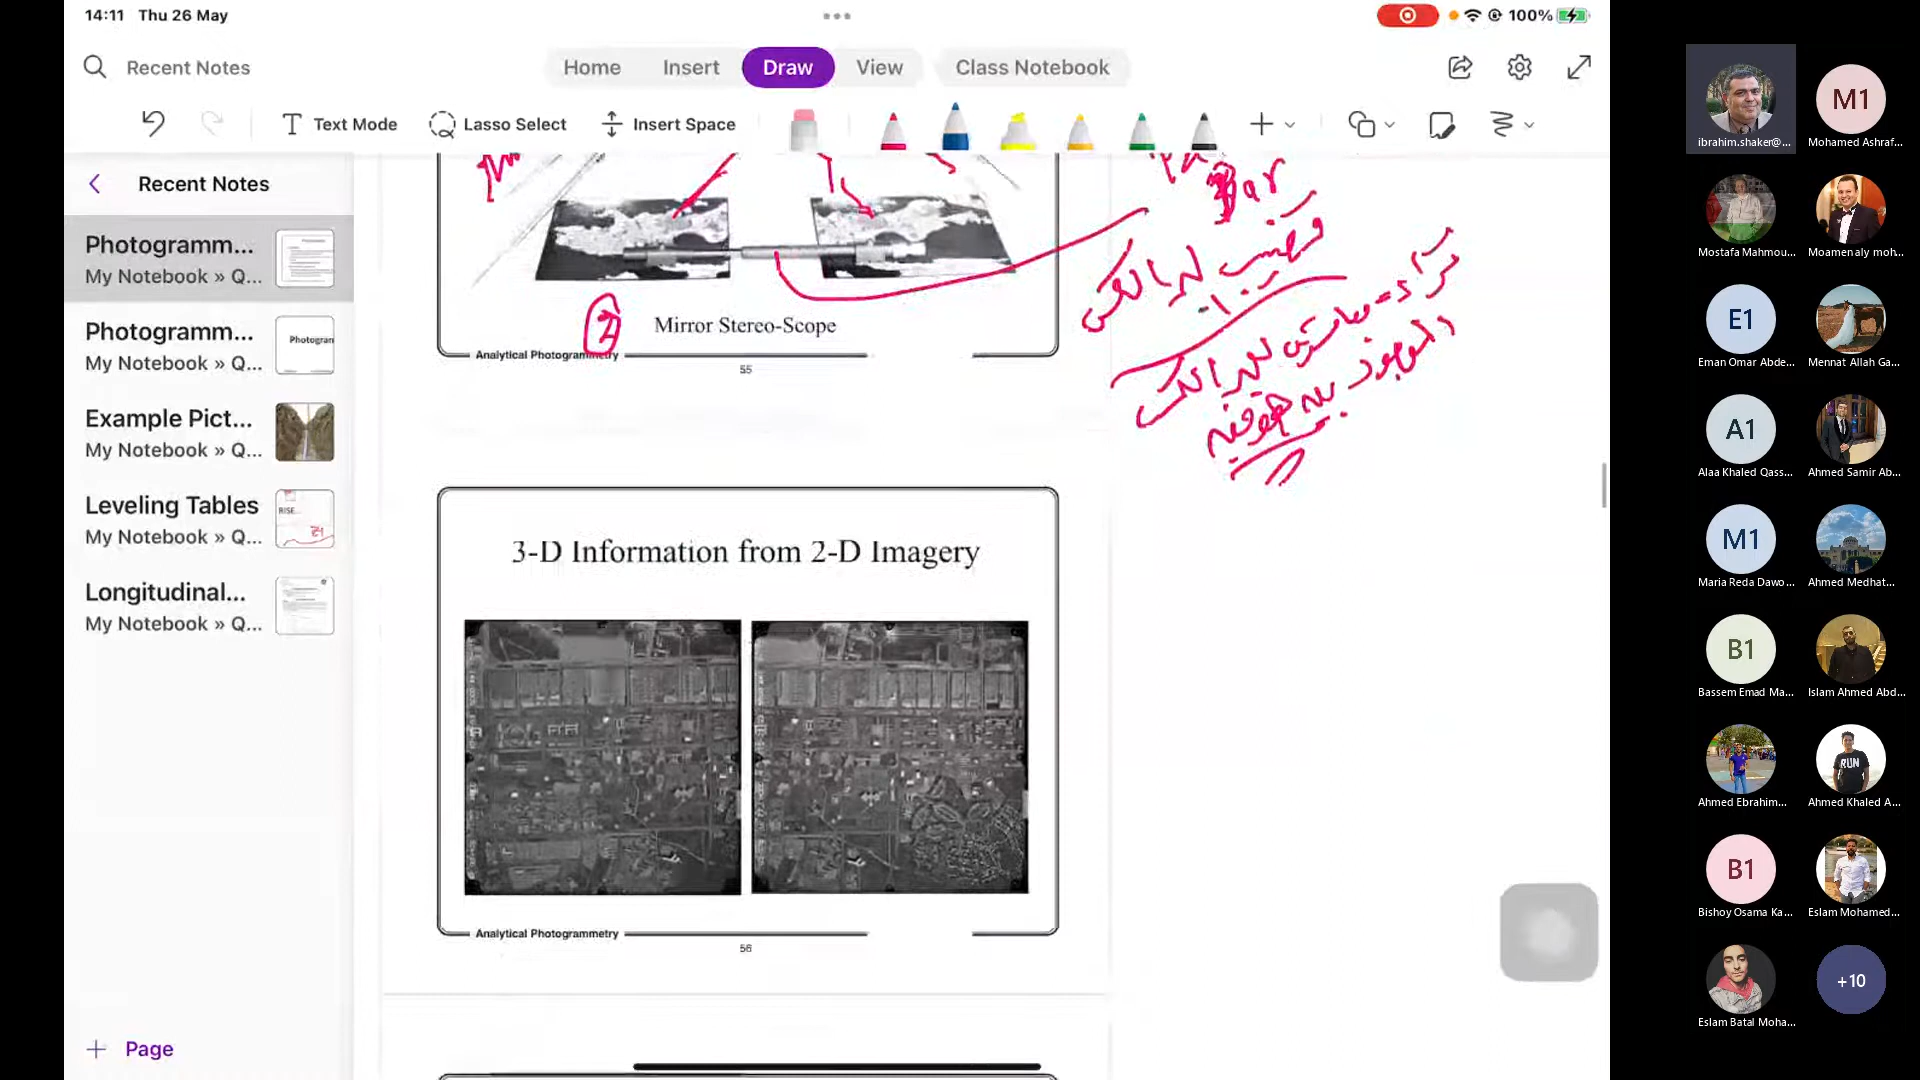 14:11 Thu 26 May
100%
Recent Notes
Home Insert Draw View Class Notebook
Text Mode Lasso Select Insert Space
Recent Notes
Photogramm...
My Notebook » Q...
Photogramm...
My Notebook » Q...
Example Pict...
My Notebook » Q...
Leveling Tables
My Notebook » Q...
Longitudinal...
My Notebook » Q...
+ Page
Bar
2
Mirror Stereo-Scope
Analytical Photogrammetry
55
3-D Information from 2-D Imagery
Analytical Photogrammetry
56
ibrahim.shaker@...
M1
Mohamed Ashraf...
Mostafa Mahmou...
Moamen aly moh...
E1
Eman Omar Abde...
Mennat Allah Ga...
A1
Alaa Khaled Qass...
Ahmed Samir Ab...
M1
Maria Reda Dawo...
Ahmed Medhat...
B1
Bassem Emad Ma...
Islam Ahmed Abd...
Ahmed Ebrahim...
RUN
Ahmed Khaled A...
B1
Bishoy Osama Ka...
Eslam Mohamed...
Eslam Batal Moha...
+10